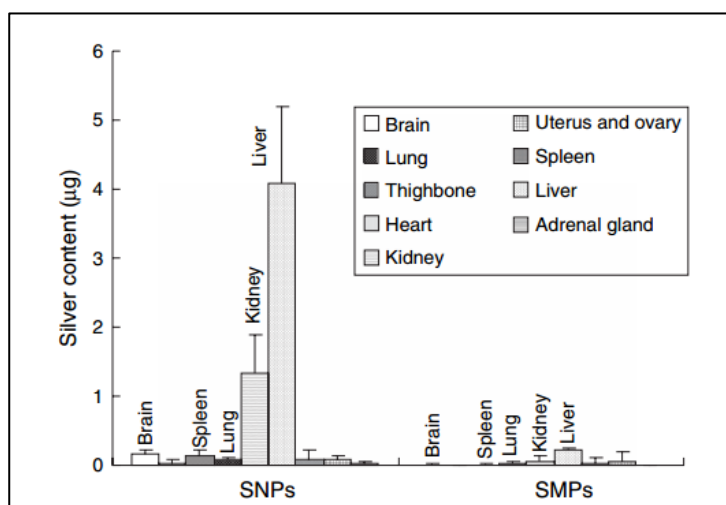 6
5
4
3
2
1
0
Silver content (µg)
Brain
Lung
Thighbone
Heart
Kidney
Uterus and ovary
Spleen
Liver
Adrenal gland
Brain
Spleen
Lung
Kidney
Liver
Brain
Spleen
Lung
Kidney
Liver
SNPs
SMPs